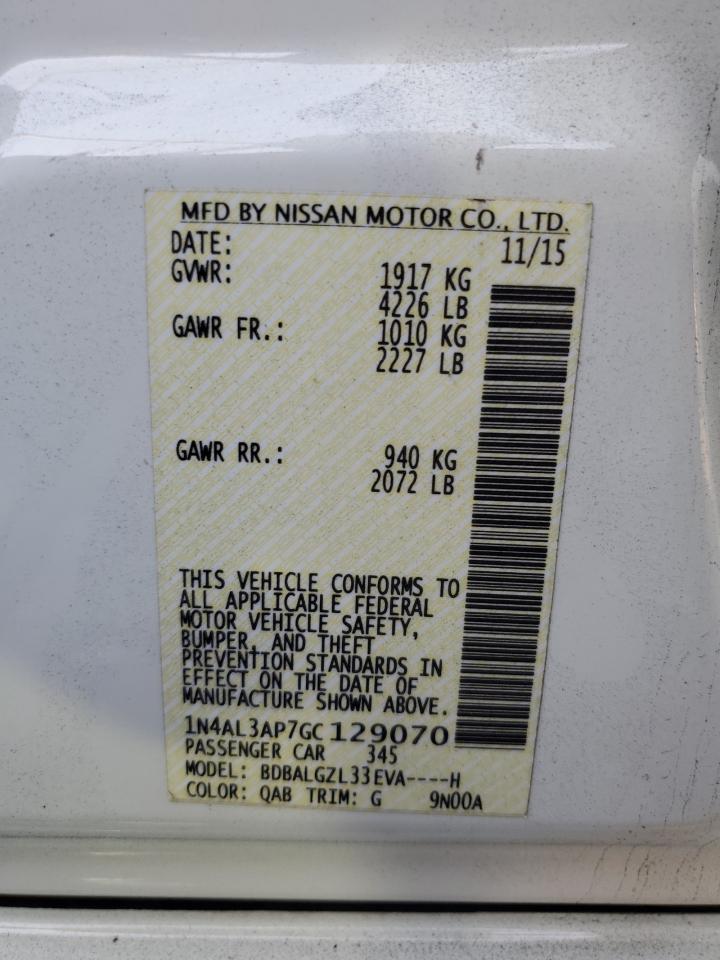 MFD BY NISSAN MOTOR CO., LTD.
DATE: 11/15
GVWR: 1917 KG
4226 LB
GAWR FR.: 1010 KG
2227 LB
GAWR RR.: 940 KG
2072 LB
THIS VEHICLE CONFORMS TO
ALL APPLICABLE FEDERAL
MOTOR VEHICLE SAFETY,
BUMPER, AND THEFT
PREVENTION STANDARDS IN
EFFECT ON THE DATE OF
MANUFACTURE SHOWN ABOVE.
1N4AL3AP7GC129070
PASSENGER CAR 345
MODEL: BDBALGZL33EVA----H
COLOR: QAB TRIM: G 9N00A